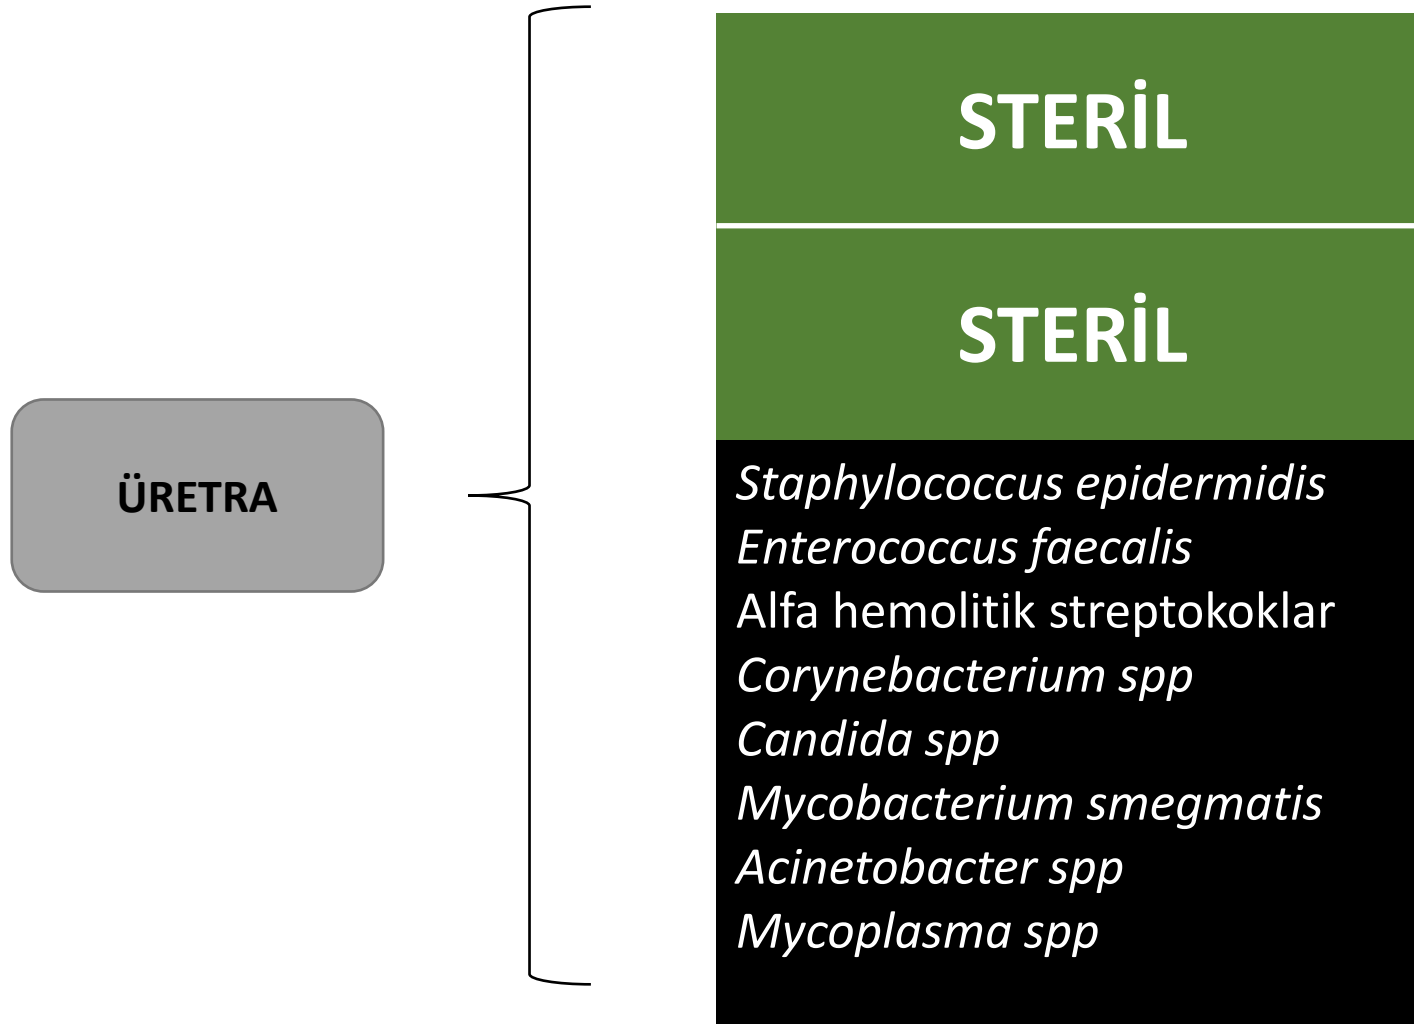 STERİL
STERİL
ÜRETRA
Staphylococcus epidermidis
Enterococcus faecalis
Alfa hemolitik streptokoklar
Corynebacterium spp
Candida spp
Mycobacterium smegmatis
Acinetobacter spp
Mycoplasma spp